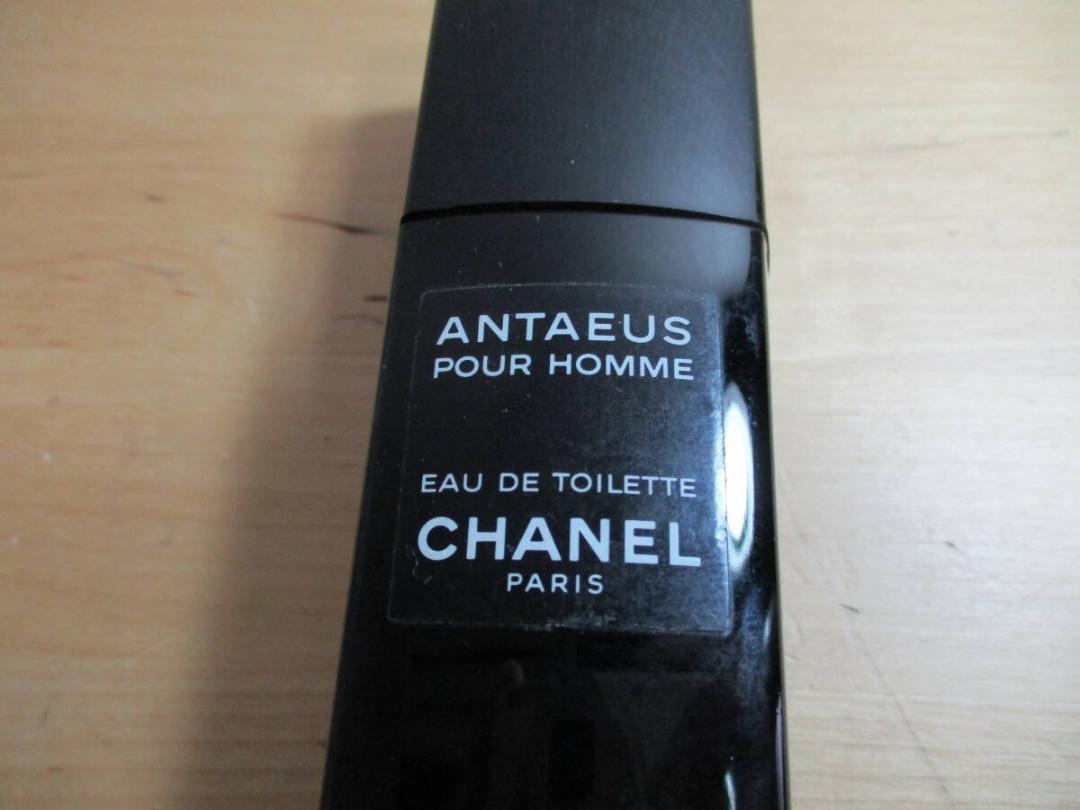 ANTAEUS
POUR HOMME
EAU DE TOILETTE
CHANEL
PARIS